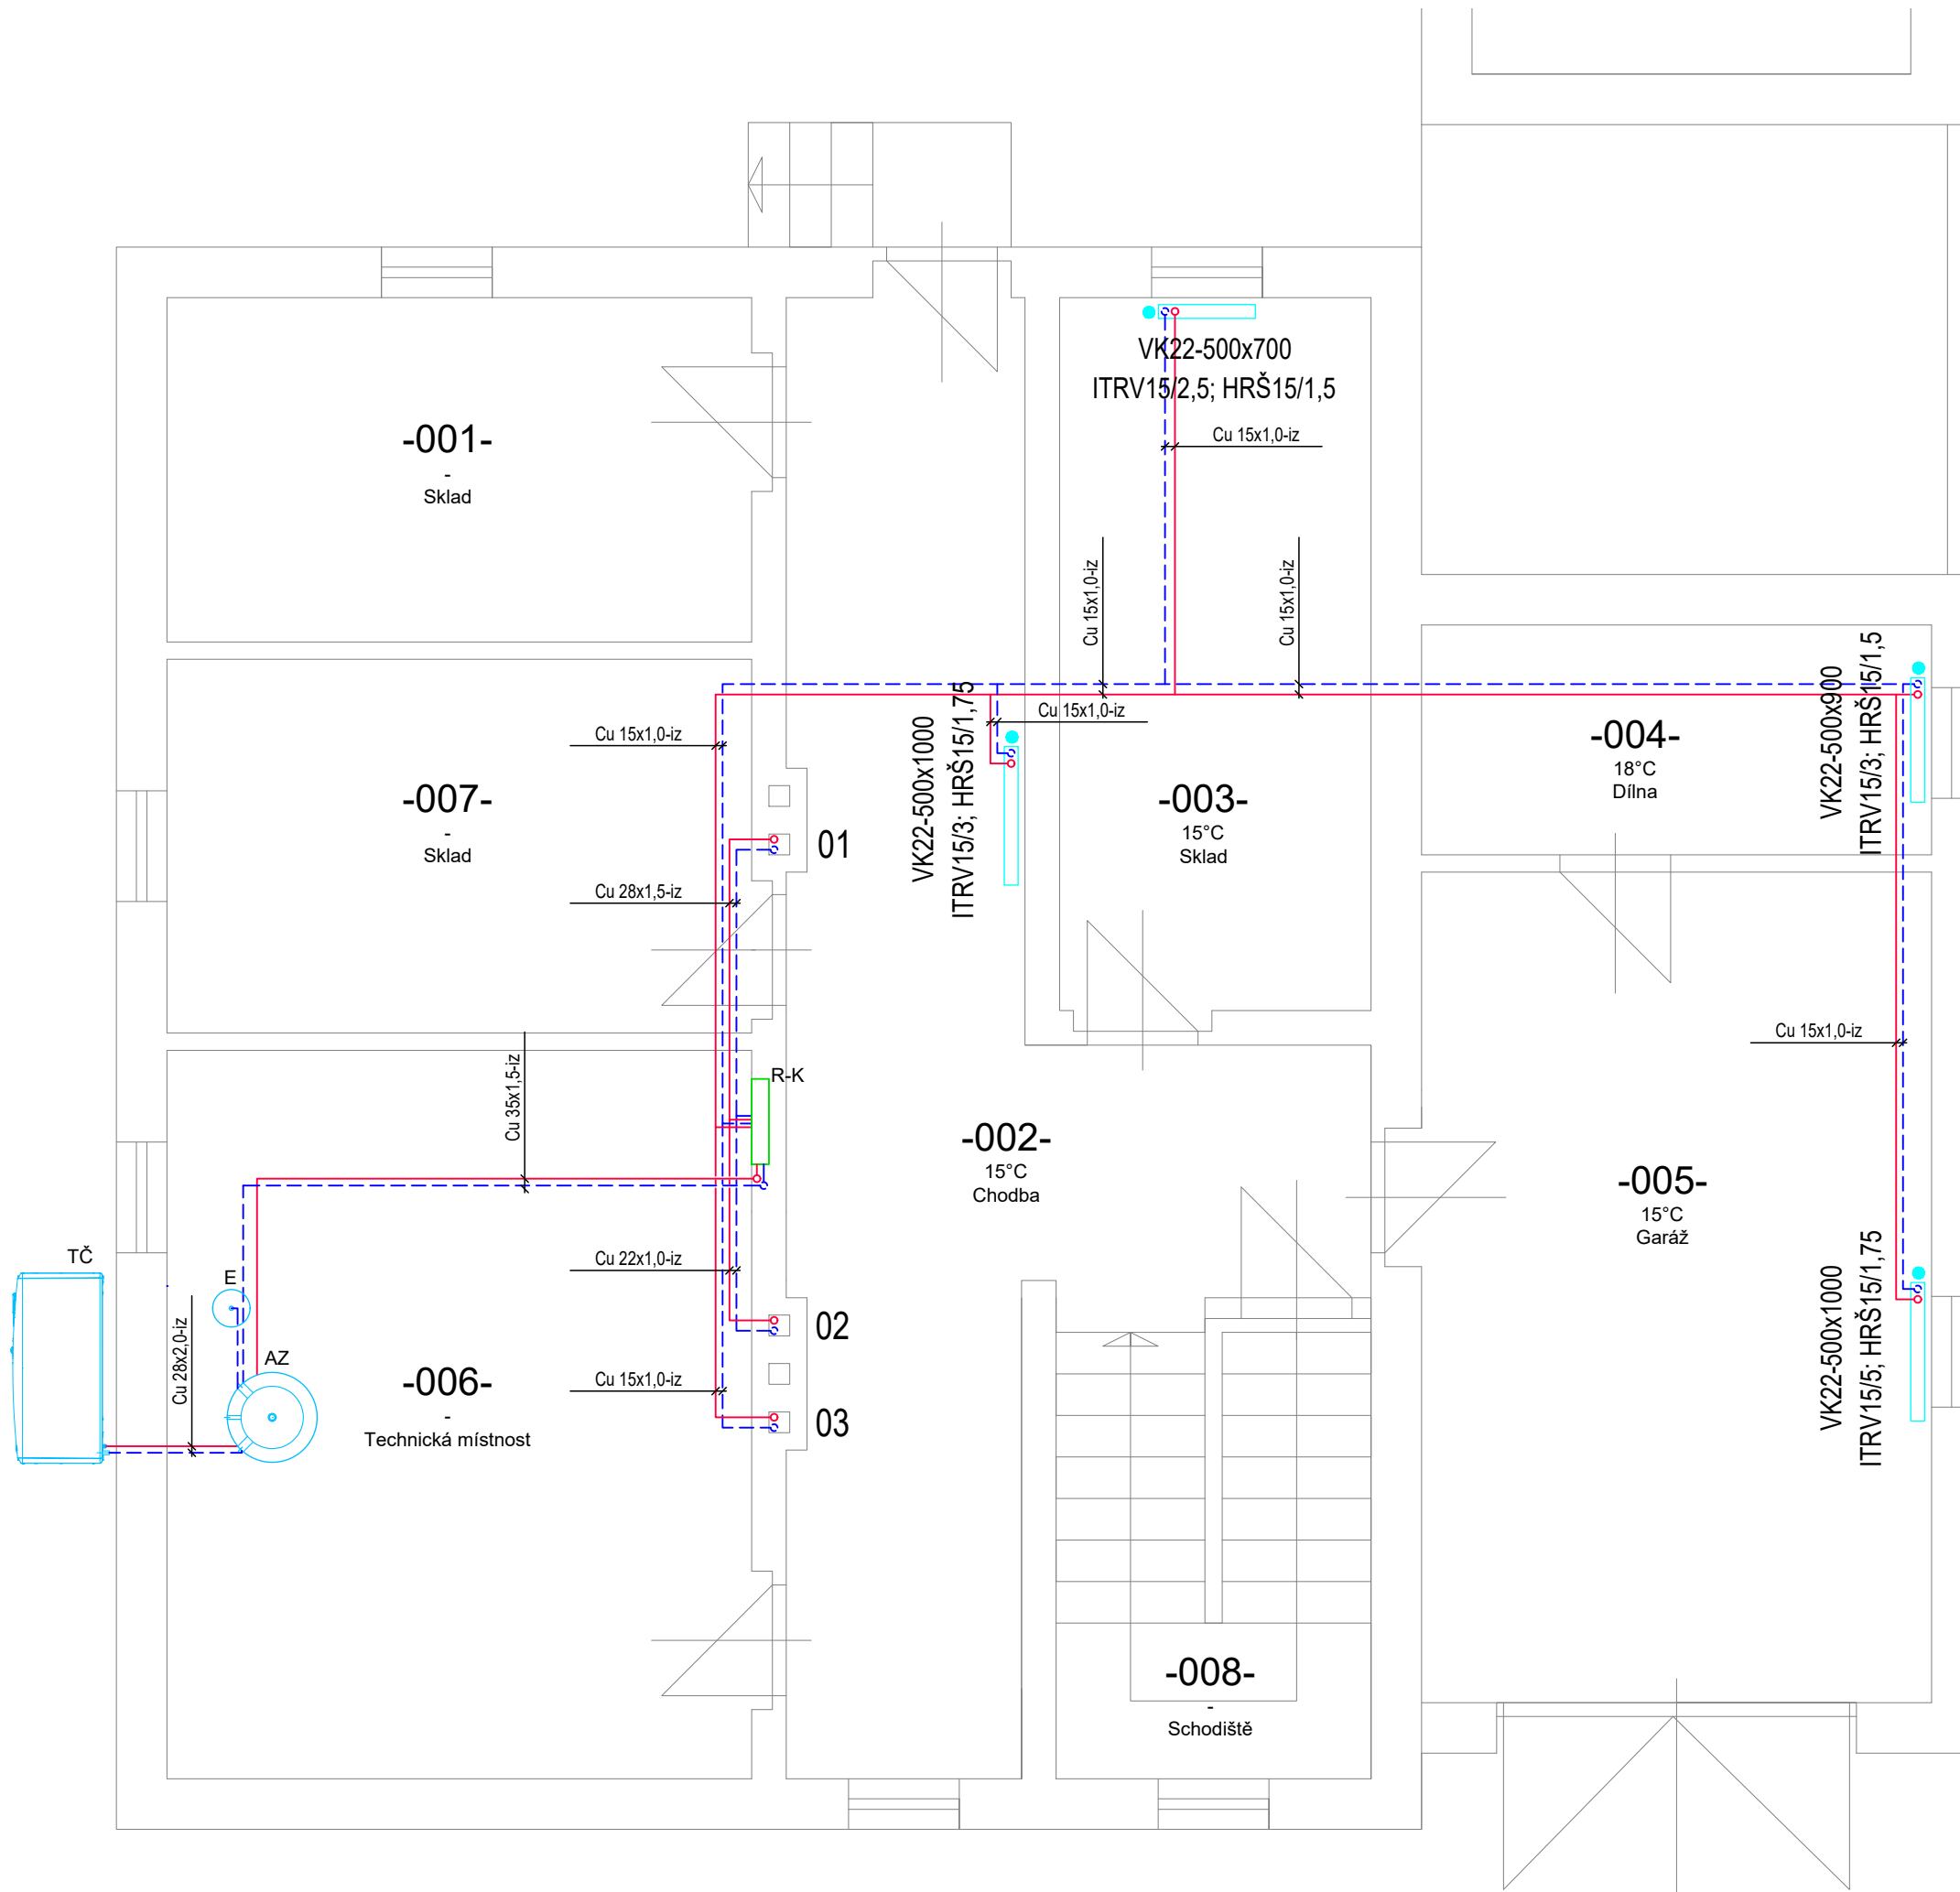 VK22-500x700
ITRV15/2,5; HRŠ15/1,5
-001-
-
Sklad
Cu 15x1,0-iz
Cu 15x1,0-iz
Cu 15x1,0-iz
VK22-500x900
ITRV15/3; HRŠ15/1,5
Cu 15x1,0-iz
Cu 15x1,0-iz
VK22-500x1000
ITRV15/3; HRŠ15/1,75
-004-
18°C
Dílna
-007-
-
Sklad
-003-
15°C
Sklad
01
Cu 28x1,5-iz
Cu 15x1,0-iz
Cu 35x1,5-iz
R-K
-002-
15°C
Chodba
-005-
15°C
Garáž
TČ
E
Cu 22x1,0-iz
VK22-500x1000
ITRV15/5; HRŠ15/1,75
Cu 28x2,0-iz
02
AZ
-006-
-
Technická místnost
Cu 15x1,0-iz
03
-008-
-
Schodiště